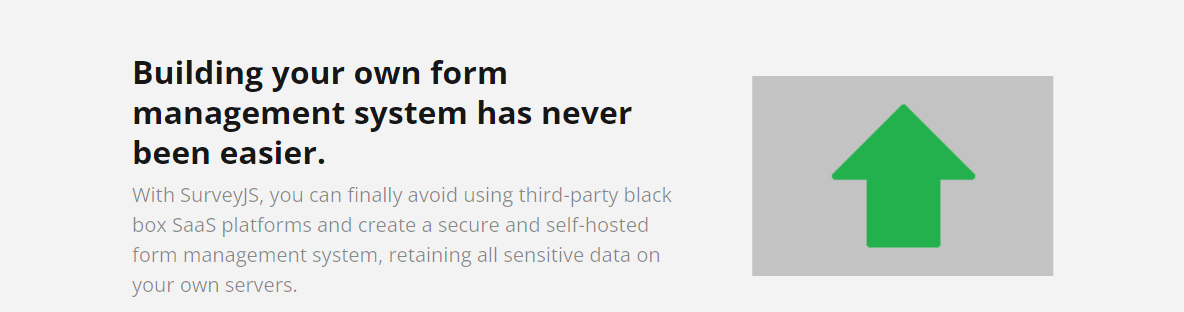 Building your own form
management system has never
been easier.
With SurveyJS, you can finally avoid using third-party black
box SaaS platforms and create a secure and self-hosted
form management system, retaining all sensitive data on
your own servers.